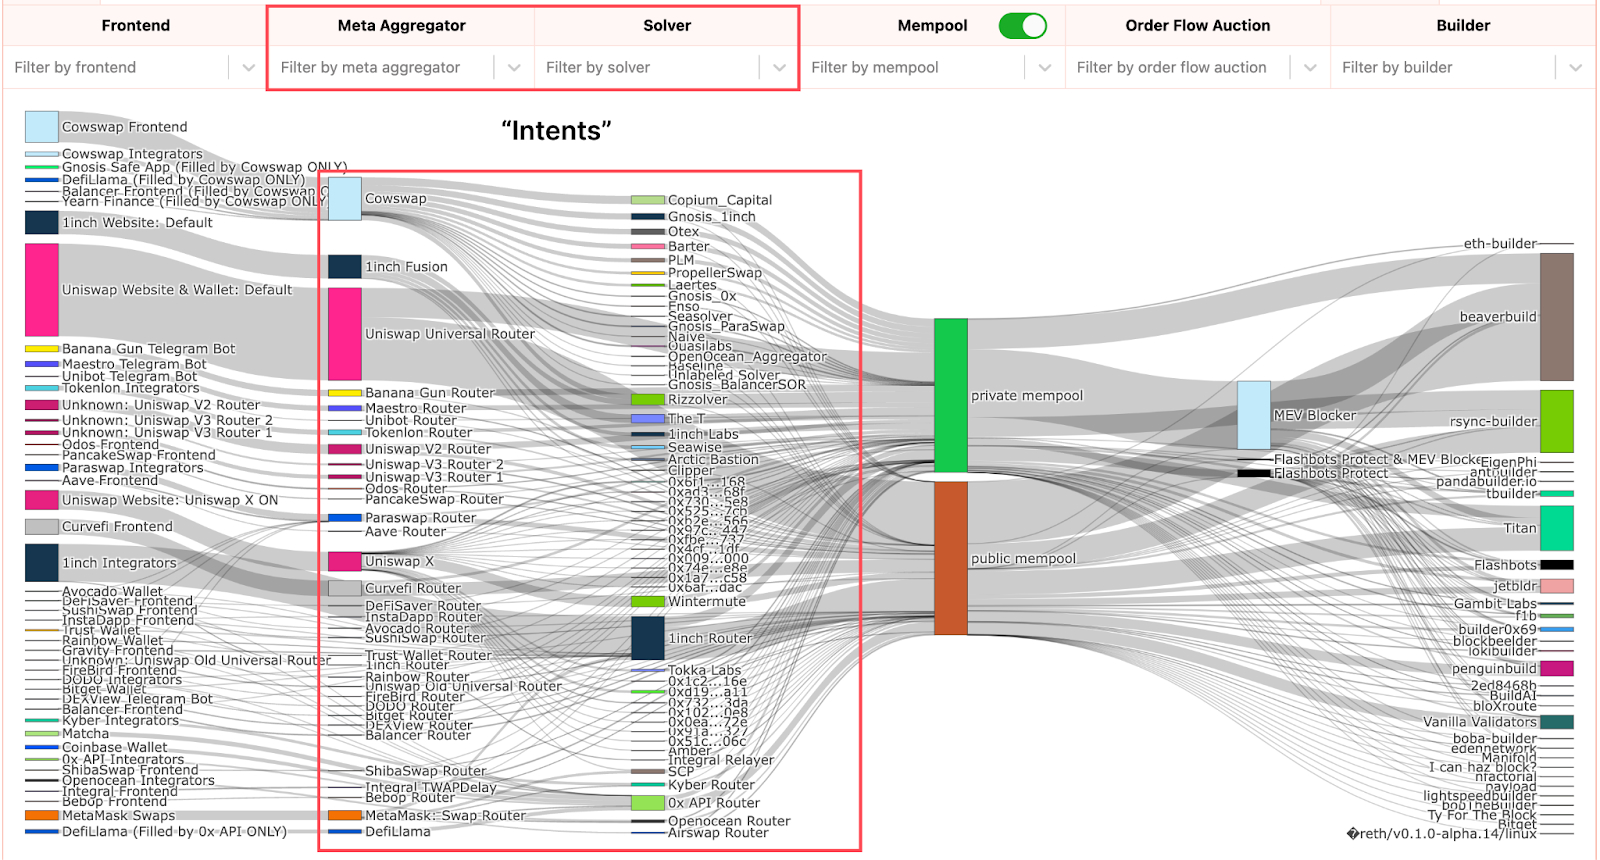 Frontend
Meta Aggregator
Solver
Mempool
Order Flow Auction
Builder
Filter by frontend
Filter by meta aggregator
Filter by solver
Filter by mempool
Filter by order flow auction
Filter by builder
“Intents”
Cowswap Frontend
Cowswap Integrators
Gnosis Safe App (Filled by Cowswap ONLY)
DefiLlama (Filled by Cowswap ONLY)
Balancer Frontend (Filled by Cowswap O
Yearn Finance (Filled by Cowswap ONLY
1inch Website: Default
Uniswap Website & Wallet: Default
Banana Gun Telegram Bot
Maestro Telegram Bot
Unibot Telegram Bot
Tokenlon Integrators
Unknown: Uniswap V2 Router
Unknown: Uniswap V3 Router 2
Unknown: Uniswap V3 Router 1
Odos Frontend
PancakeSwap Frontend
Paraswap Integrators
Aave Frontend
Uniswap Website: Uniswap X ON
Curvefi Frontend
1inch Integrators
Avocado Wallet
DeFiSaver Frontend
SushiSwap Frontend
InstaDapp Frontend
Trust Wallet
Rainbow Wallet
Gravity Frontend
Unknown: Uniswap Old Universal Router
FireBird Frontend
DODO Integrators
Bitget Wallet
DEXView Telegram Bot
Balancer Frontend
Kyber Integrators
Matcha
Coinbase Wallet
0x API Integrators
ShibaSwap Frontend
Openocean Integrators
Integral Frontend
Bebop Frontend
MetaMask Swaps
DefiLlama (Filled by 0x API ONLY)
Cowswap
1inch Fusion
Uniswap Universal Router
Banana Gun Router
Maestro Router
Unibot Router
Tokenlon Router
Uniswap V2 Router
Uniswap V3 Router 2
Uniswap V3 Router 1
Odos Router
PancakeSwap Router
Paraswap Router
Aave Router
Uniswap X
Curvefi Router
DeFiSaver Router
InstaDapp Router
Avocado Router
SushiSwap Router
Trust Wallet Router
1inch Router
Rainbow Router
Uniswap Old Universal Router
FireBird Router
DODO Router
Bitget Router
DEXView Router
Balancer Router
ShibaSwap Router
Integral TWAPDelay
Bebop Router
MetaMask: Swap Router
DefiLlama
Copium_Capital
Gnosis_1inch
Otex
Barter
PLM
PropellerSwap
Laertes
Gnosis_0x
Enso
Seasolver
Gnosis_ParaSwap
Naive
Quasilabs
OpenOcean_Aggregator
Baseline
Unlabeled_Solver
Gnosis_BalancerSOR
Rizzolver
The T
1inch Labs
Seawise
Arctic Bastion
Clipper
0x6f1...168
0xad3...68f
0x730...5e8
0x525...7cb
0xb2e...566
0x97c...447
0xfbe...737
0x4cf...1df
0x009...000
0x74e...e8e
0x1a7...c58
0x6af...dac
Wintermute
1inch Router
Tokka Labs
0x1c2...16e
0xd19...a11
0x732...3da
0x102...0e8
0x0ea...72e
0x91a...327
0x51c...06c
Amber
Integral Relayer
SCP
Kyber Router
0x API Router
Openocean Router
Airswap Router
private mempool
public mempool
MEV Blocker
Flashbots Protect & MEV Blocke
Flashbots Protect
eth-builder
beaverbuild
rsync-builder
EigenPhi
antbuilder
pandabuilder.io
tbuilder
Titan
Flashbots
jetbldr
Gambit Labs
f1b
builder0x69
blockbeelder
lokibuilder
penguinbuild
2ed8468b
BuildAI
bloXroute
Vanilla Validators
boba-builder
edennetwork
Manifold
I can haz block?
nfactorial
payload
lightspeedbuilder
bobTheBuilder
Ty For The Block
Bitget
�reth/v0.1.0-alpha.14/linux